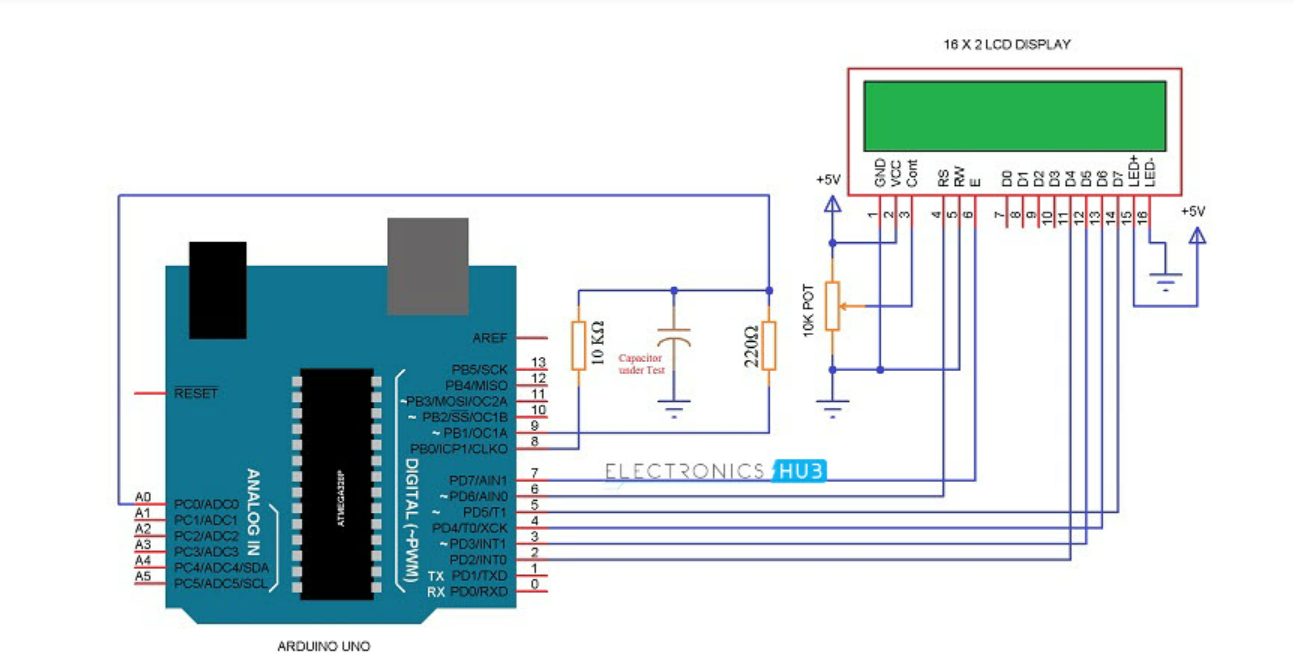 16 X 2 LCD DISPLAY
GND
VCC
Cont
RS
RW
E
D0
D1
D2
D3
D4
D5
D6
D7
LED+
LED-
1
2
3
4
5
6
7
8
9
10
11
12
13
14
15
16
+5V
+5V
10K POT
10 KΩ
Capacitor
under Test
220Ω
ELECTRONICS HUB
AREF
RESET
PB5/SCK 13
PB4/MISO 12
~PB3/MOSI/OC2A 11
~ PB2/SS/OC1B 10
~ PB1/OC1A 9
PB0/ICP1/CLKO 8
PD7/AIN1 7
~ PD6/AIN0 6
~ PD5/T1 5
PD4/T0/XCK 4
~ PD3/INT1 3
PD2/INT0 2
TX PD1/TXD 1
RX PD0/RXD 0
DIGITAL (~PWM)
ATMEGA328P
ANALOG IN
A0 PC0/ADC0
A1 PC1/ADC1
A2 PC2/ADC2
A3 PC3/ADC3
A4 PC4/ADC4/SDA
A5 PC5/ADC5/SCL
ARDUINO UNO